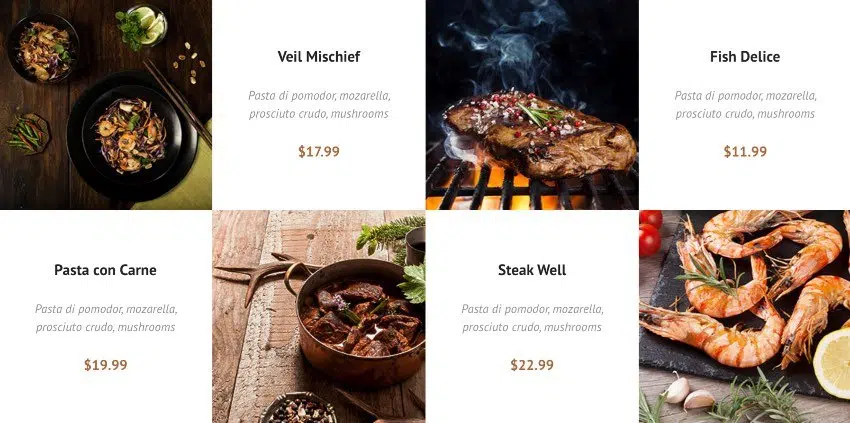 Veil Mischief
Pasta di pomodor, mozarella,
prosciuto crudo, mushrooms
$17.99
Fish Delice
Pasta di pomodor, mozarella,
prosciuto crudo, mushrooms
$11.99
Pasta con Carne
Pasta di pomodor, mozarella,
prosciuto crudo, mushrooms
$19.99
Steak Well
Pasta di pomodor, mozarella,
prosciuto crudo, mushrooms
$22.99